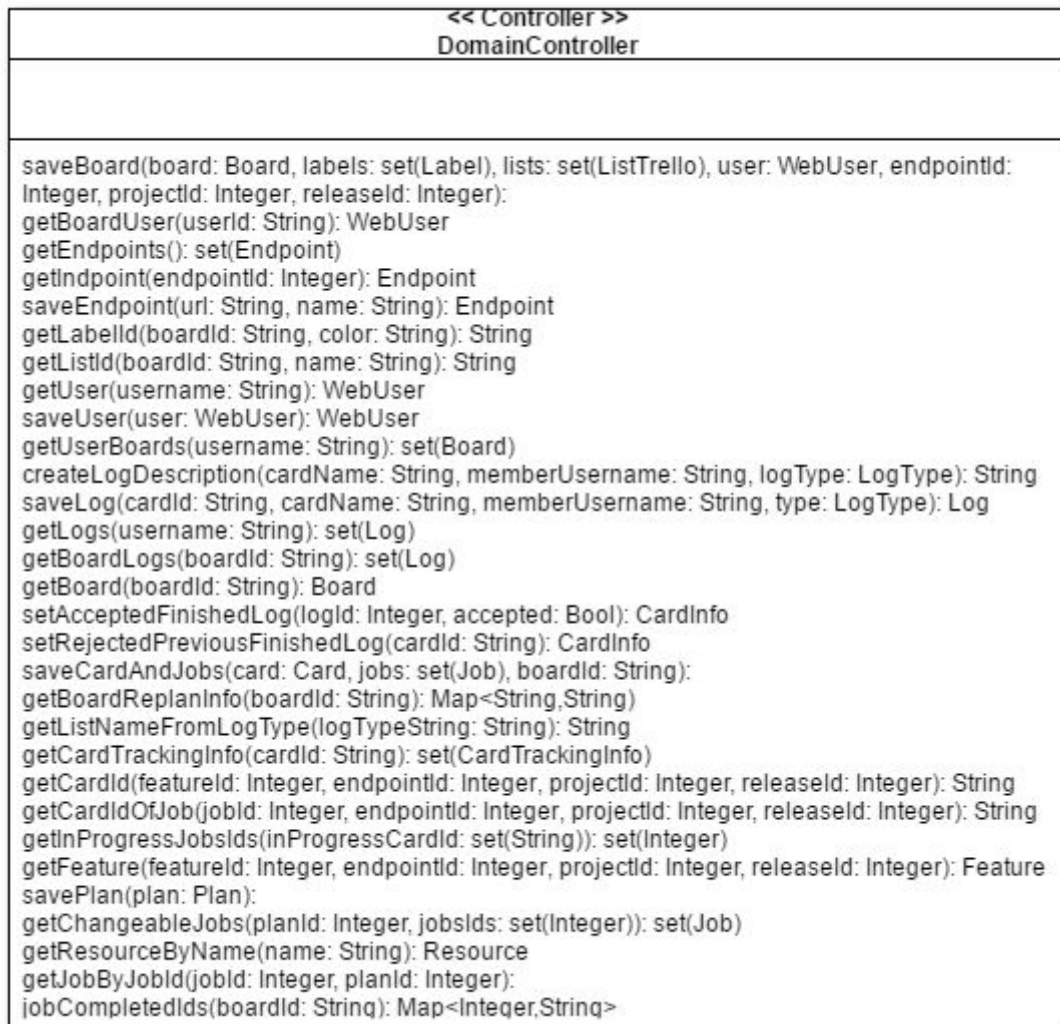 << Controller >>
DomainController
saveBoard(board: Board, labels: set(Label), lists: set(ListTrello), user: WebUser, endpointId:
Integer, projectId: Integer, releaseId: Integer):
getBoardUser(userId: String): WebUser
getEndpoints(): set(Endpoint)
getIndpoint(endpointId: Integer): Endpoint
saveEndpoint(url: String, name: String): Endpoint
getLabelId(boardId: String, color: String): String
getListId(boardId: String, name: String): String
getUser(username: String): WebUser
saveUser(user: WebUser): WebUser
getUserBoards(username: String): set(Board)
createLogDescription(cardName: String, memberUsername: String, logType: LogType): String
saveLog(cardId: String, cardName: String, memberUsername: String, type: LogType): Log
getLogs(username: String): set(Log)
getBoardLogs(boardId: String): set(Log)
getBoard(boardId: String): Board
setAcceptedFinishedLog(logId: Integer, accepted: Bool): CardInfo
setRejectedPreviousFinishedLog(cardId: String): CardInfo
saveCardAndJobs(card: Card, jobs: set(Job), boardId: String):
getBoardReplanInfo(boardId: String): Map<String,String)
getListNameFromLogType(logTypeString: String): String
getCardTrackingInfo(cardId: String): set(CardTrackingInfo)
getCardId(featureId: Integer, endpointId: Integer, projectId: Integer, releaseId: Integer): String
getCardIdOfJob(jobId: Integer, endpointId: Integer, projectId: Integer, releaseId: Integer): String
getInProgressJobsIds(inProgressCardId: set(String)): set(Integer)
getFeature(featureId: Integer, endpointId: Integer, projectId: Integer, releaseId: Integer): Feature
savePlan(plan: Plan):
getChangeableJobs(planId: Integer, jobsIds: set(Integer)): set(Job)
getResourceByName(name: String): Resource
getJobByJobId(jobId: Integer, planId: Integer):
jobCompletedIds(boardId: String): Map<Integer,String>